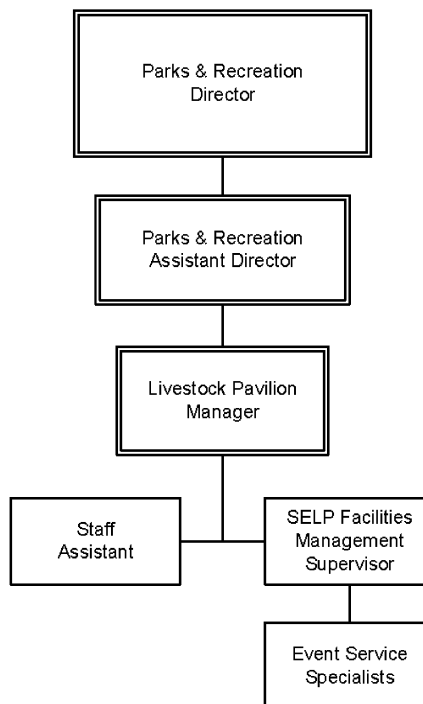 Parks & Recreation
Director
Parks & Recreation
Assistant Director
Livestock Pavilion
Manager
Staff
Assistant
SELP Facilities
Management
Supervisor
Event Service
Specialists